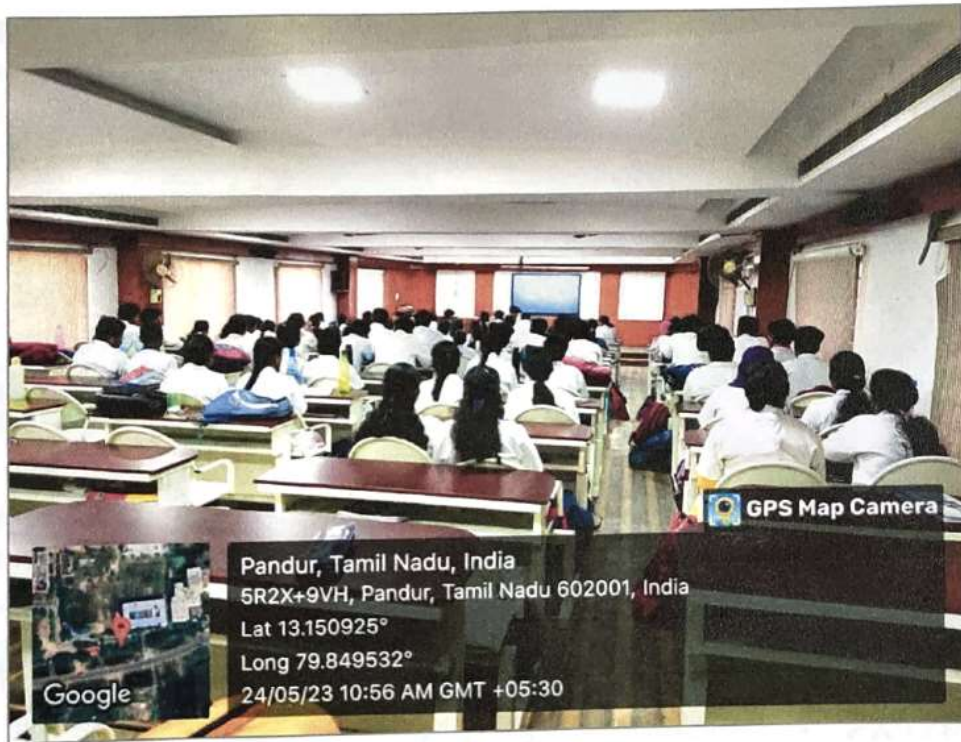 GPS Map Camera
Pandur, Tamil Nadu, India
5R2X+9VH, Pandur, Tamil Nadu 602001, India
Lat 13.150925°
Long 79.849532°
24/05/23 10:56 AM GMT +05:30
Google